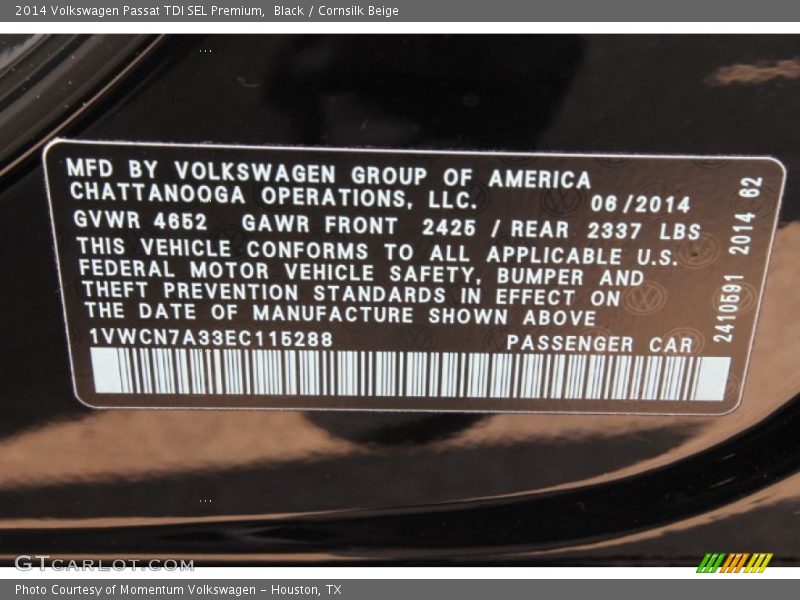 2014 Volkswagen Passat TDI SEL Premium,  Black / Cornsilk Beige
MFD BY VOLKSWAGEN GROUP OF AMERICA
CHATTANOOGA OPERATIONS, LLC. 06/2014
GVWR 4652 GAWR FRONT 2425 / REAR 2337 LBS
THIS VEHICLE CONFORMS TO ALL APPLICABLE U.S.
FEDERAL MOTOR VEHICLE SAFETY, BUMPER AND
THEFT PREVENTION STANDARDS IN EFFECT ON
THE DATE OF MANUFACTURE SHOWN ABOVE
1VWCN7A33EC115288 PASSENGER CAR
2410591 2014 62
GTCARLOT.COM
Photo Courtesy of Momentum Volkswagen - Houston, TX